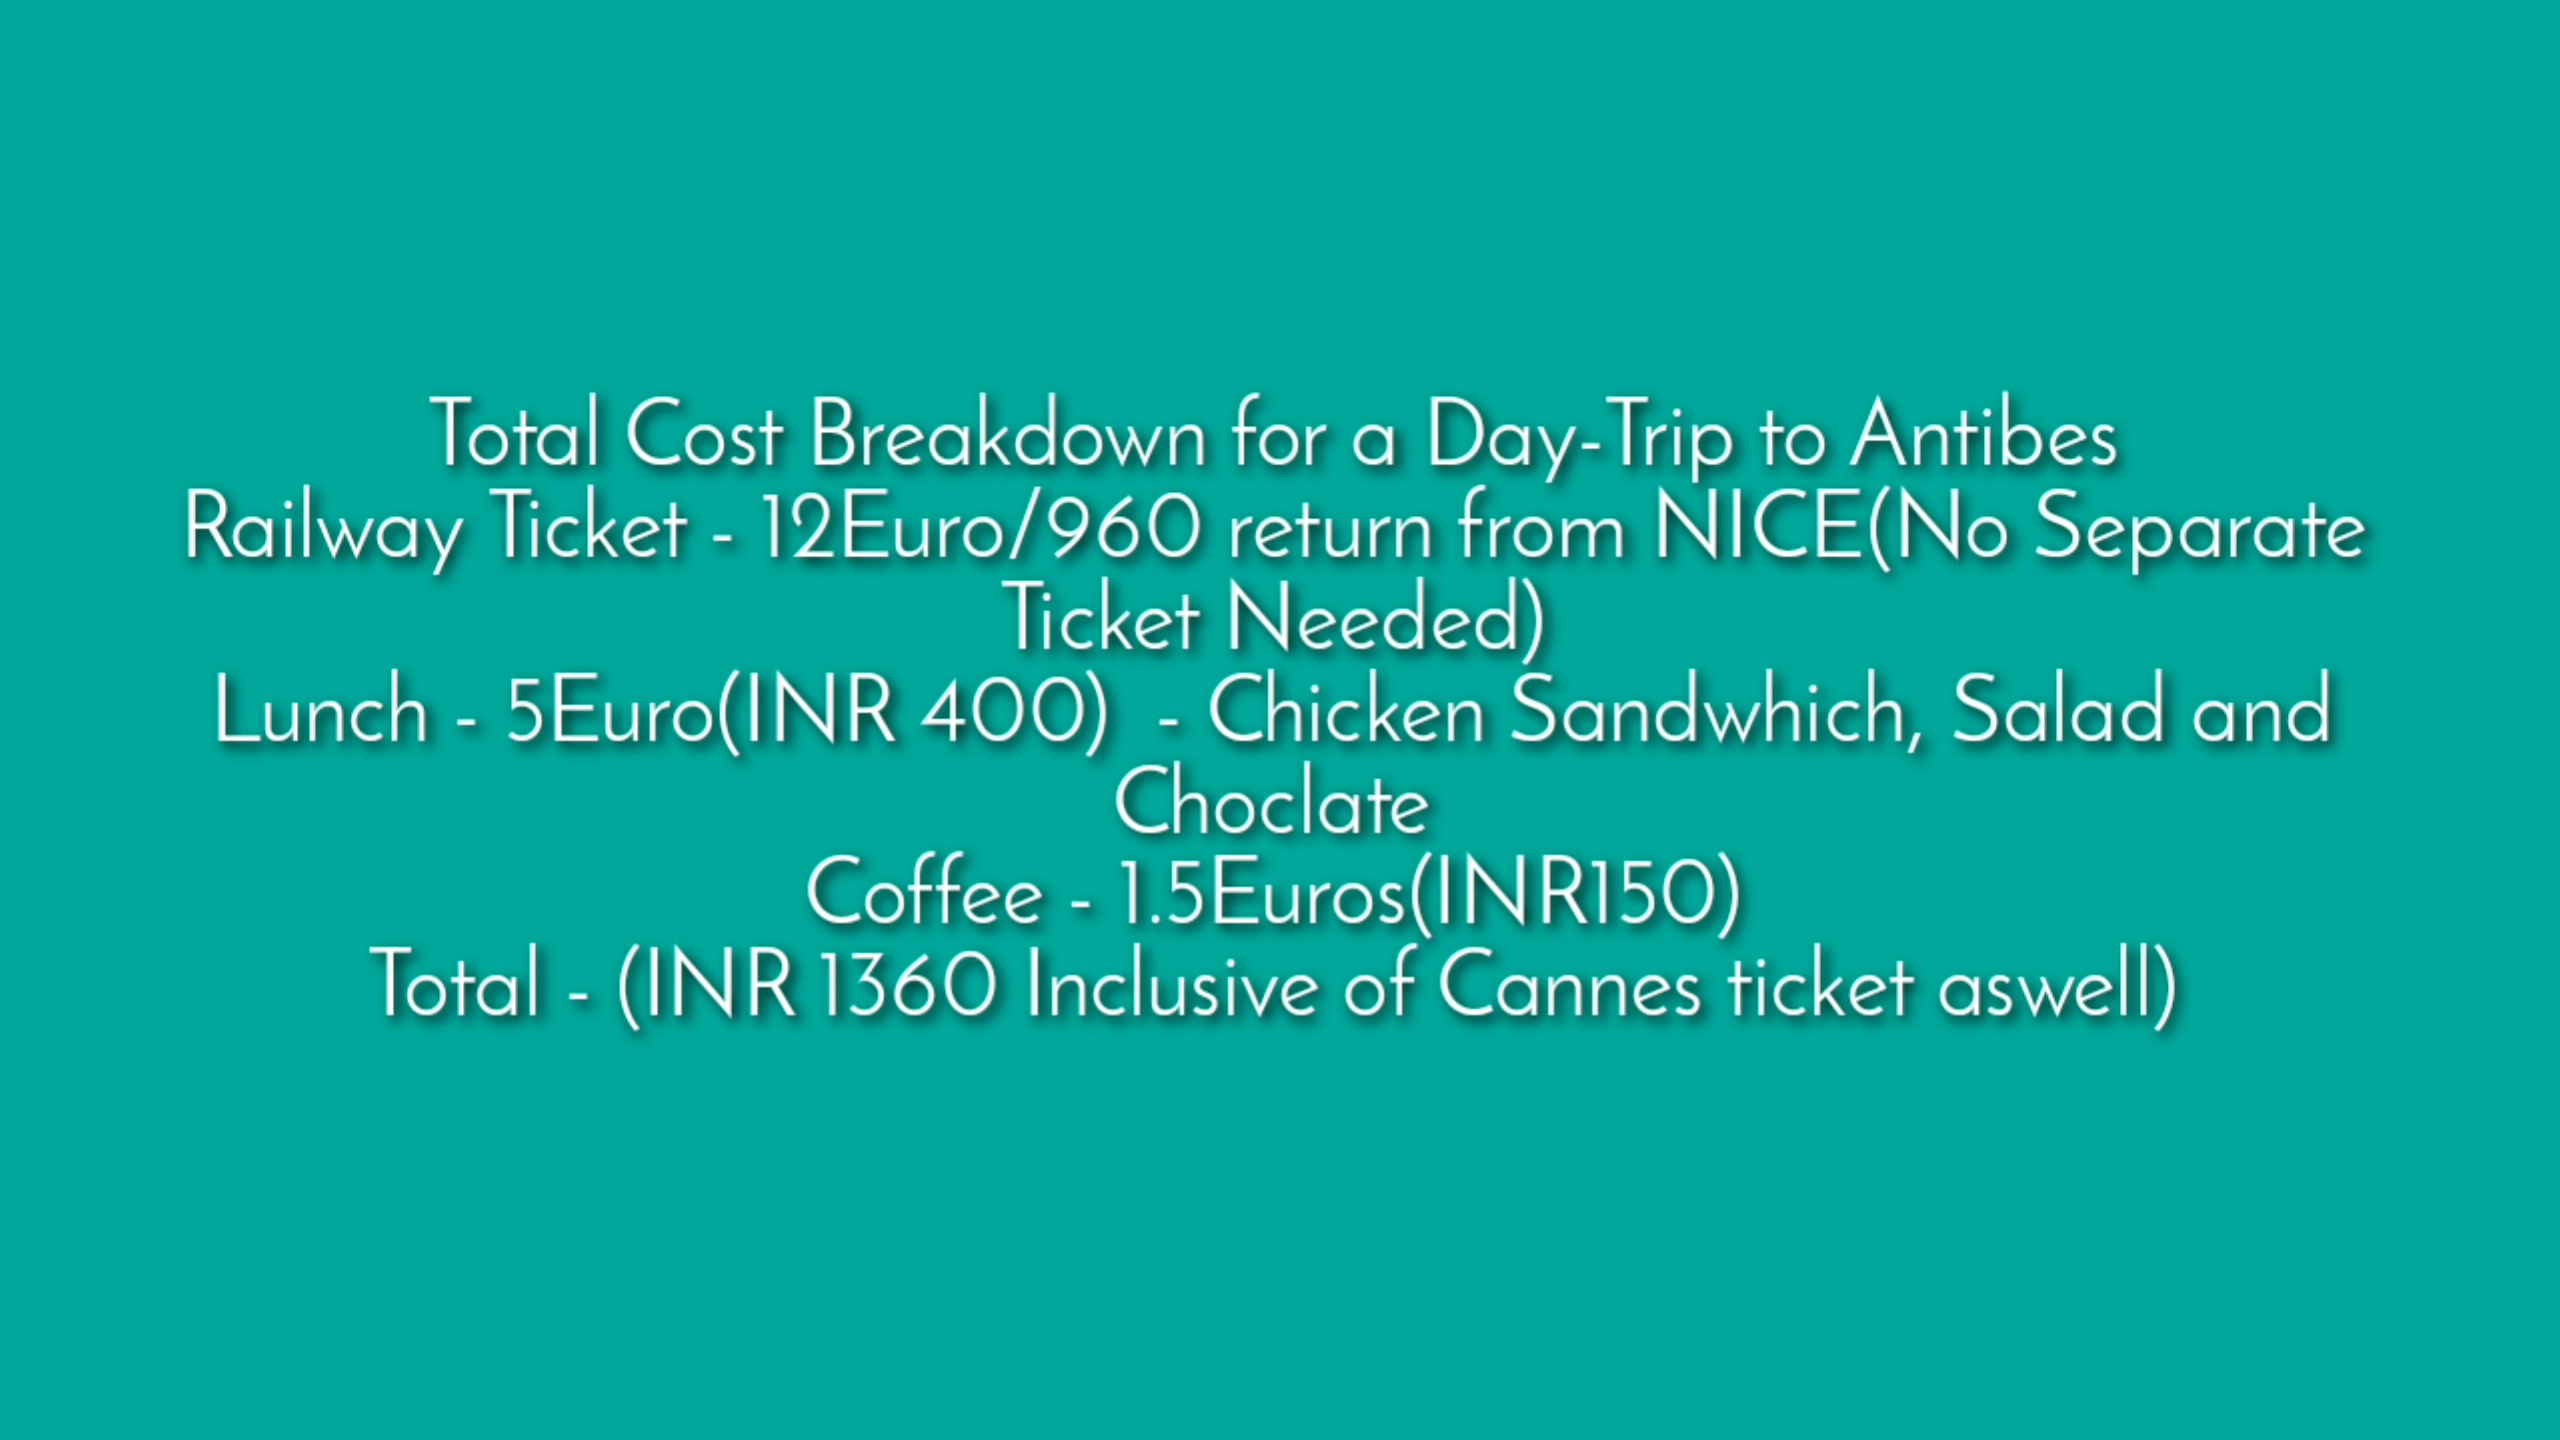 Total Cost Breakdown for a Day-Trip to Antibes
Railway Ticket - 12Euro/960 return from NICE(No Separate
Ticket Needed)
Lunch - 5Euro(INR 400)  - Chicken Sandwhich, Salad and
Choclate
Coffee - 1.5Euros(INR150)
Total - (INR 1360 Inclusive of Cannes ticket aswell)